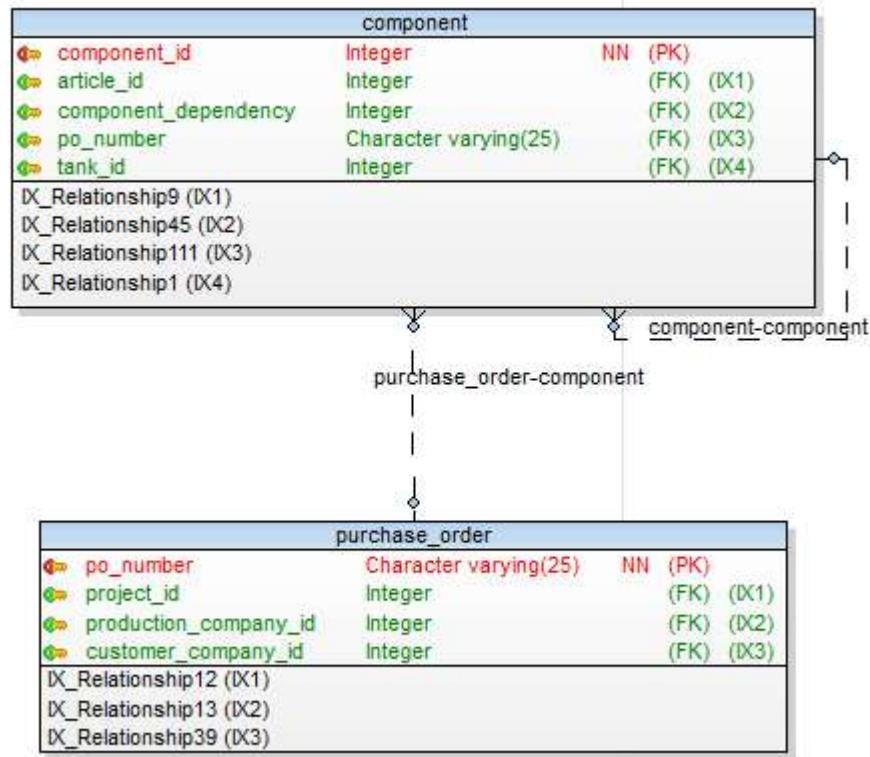 component
component_id Integer NN (PK)
article_id Integer (FK) (IX1)
component_dependency Integer (FK) (IX2)
po_number Character varying(25) (FK) (IX3)
tank_id Integer (FK) (IX4)
IX_Relationship9 (IX1)
IX_Relationship45 (IX2)
IX_Relationship111 (IX3)
IX_Relationship1 (IX4)
component-component
purchase_order-component
purchase_order
po_number Character varying(25) NN (PK)
project_id Integer (FK) (IX1)
production_company_id Integer (FK) (IX2)
customer_company_id Integer (FK) (IX3)
IX_Relationship12 (IX1)
IX_Relationship13 (IX2)
IX_Relationship39 (IX3)